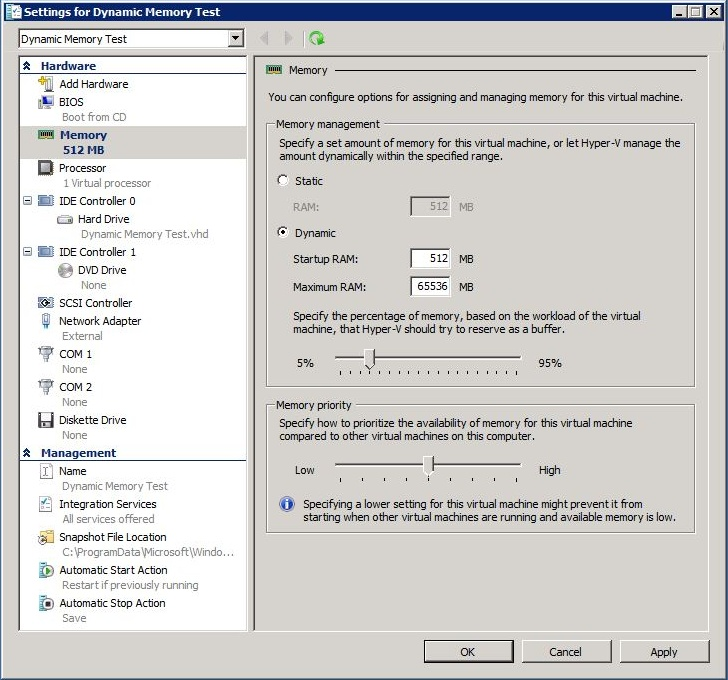 Settings for Dynamic Memory Test
Dynamic Memory Test
Hardware
Add Hardware
BIOS
Boot from CD
Memory
512 MB
Processor
1 Virtual processor
IDE Controller 0
Hard Drive
Dynamic Memory Test.vhd
IDE Controller 1
DVD Drive
None
SCSI Controller
Network Adapter
External
COM 1
None
COM 2
None
Diskette Drive
None
Management
Name
Dynamic Memory Test
Integration Services
All services offered
Snapshot File Location
C:\ProgramData\Microsoft\Windo...
Automatic Start Action
Restart if previously running
Automatic Stop Action
Save
Memory
You can configure options for assigning and managing memory for this virtual machine.
Memory management
Specify a set amount of memory for this virtual machine, or let Hyper-V manage the
amount dynamically within the specified range.
Static
RAM: 512 MB
Dynamic
Startup RAM: 512 MB
Maximum RAM: 65536 MB
Specify the percentage of memory, based on the workload of the virtual
machine, that Hyper-V should try to reserve as a buffer.
5% 95%
Memory priority
Specify how to prioritize the availability of memory for this virtual machine
compared to other virtual machines on this computer.
Low High
Specifying a lower setting for this virtual machine might prevent it from
starting when other virtual machines are running and available memory is low.
OK Cancel Apply